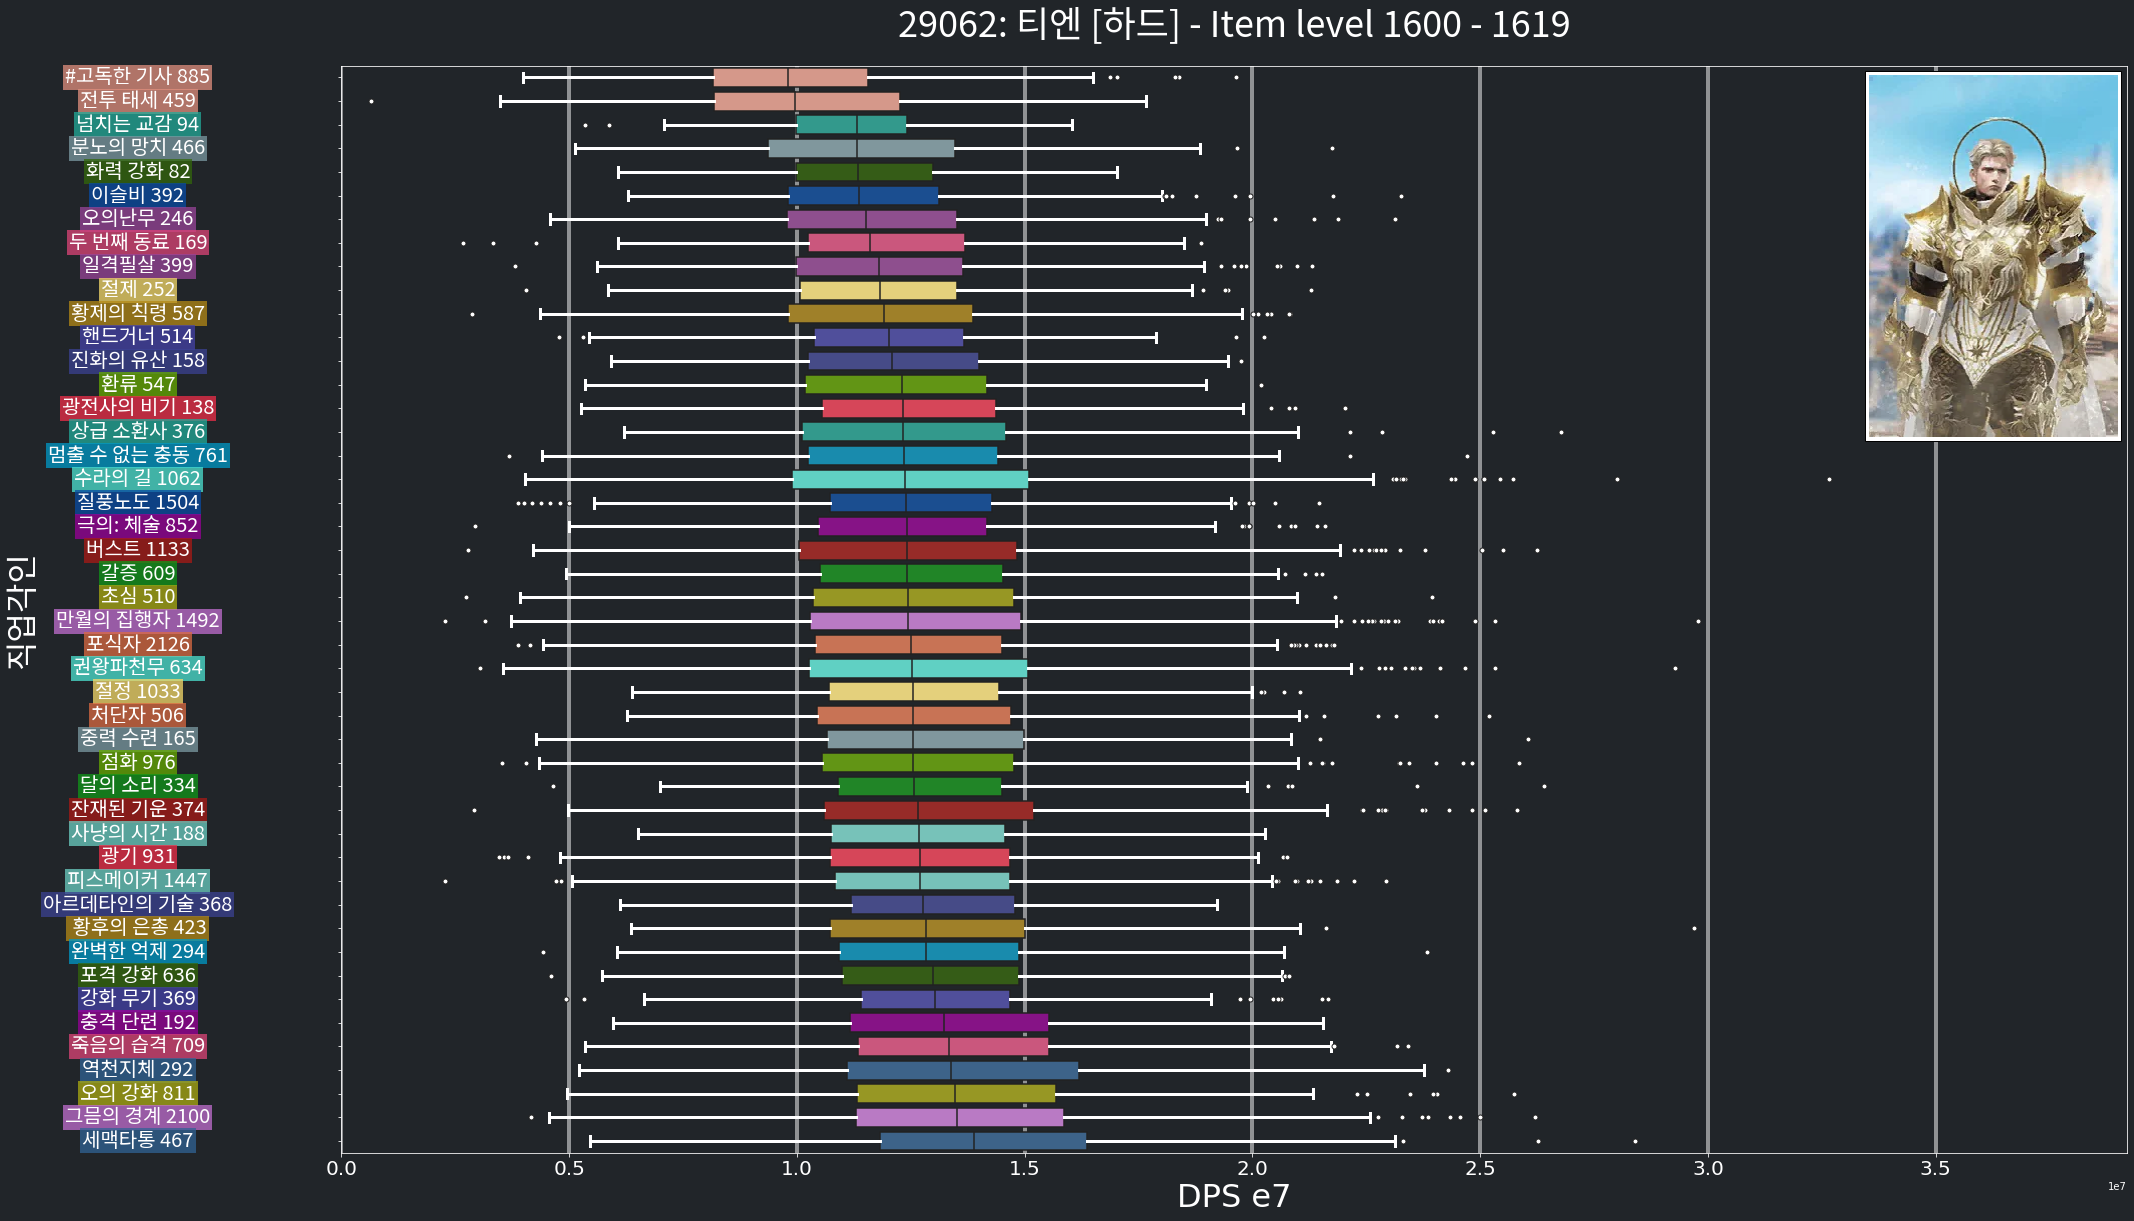 29062: 티엔 [하드] - Item level 1600 - 1619
#고독한 기사 885
전투 태세 459
넘치는 교감 94
분노의 망치 466
화력 강화 82
이슬비 392
오의난무 246
두 번째 동료 169
일격필살 399
절제 252
황제의 칙령 587
핸드거너 514
진화의 유산 158
환류 547
광전사의 비기 138
상급 소환사 376
멈출 수 없는 충동 761
수라의 길 1062
질풍노도 1504
극의: 체술 852
버스트 1133
갈증 609
초심 510
만월의 집행자 1492
포식자 2126
권왕파천무 634
절정 1033
처단자 506
중력 수련 165
점화 976
달의 소리 334
잔재된 기운 374
사냥의 시간 188
광기 931
피스메이커 1447
아르데타인의 기술 368
황후의 은총 423
완벽한 억제 294
포격 강화 636
강화 무기 369
충격 단련 192
죽음의 습격 709
역천지체 292
오의 강화 811
그믐의 경계 2100
세맥타통 467
직업각인
0.0 0.5 1.0 1.5 2.0 2.5 3.0 3.5
1e7
DPS e7